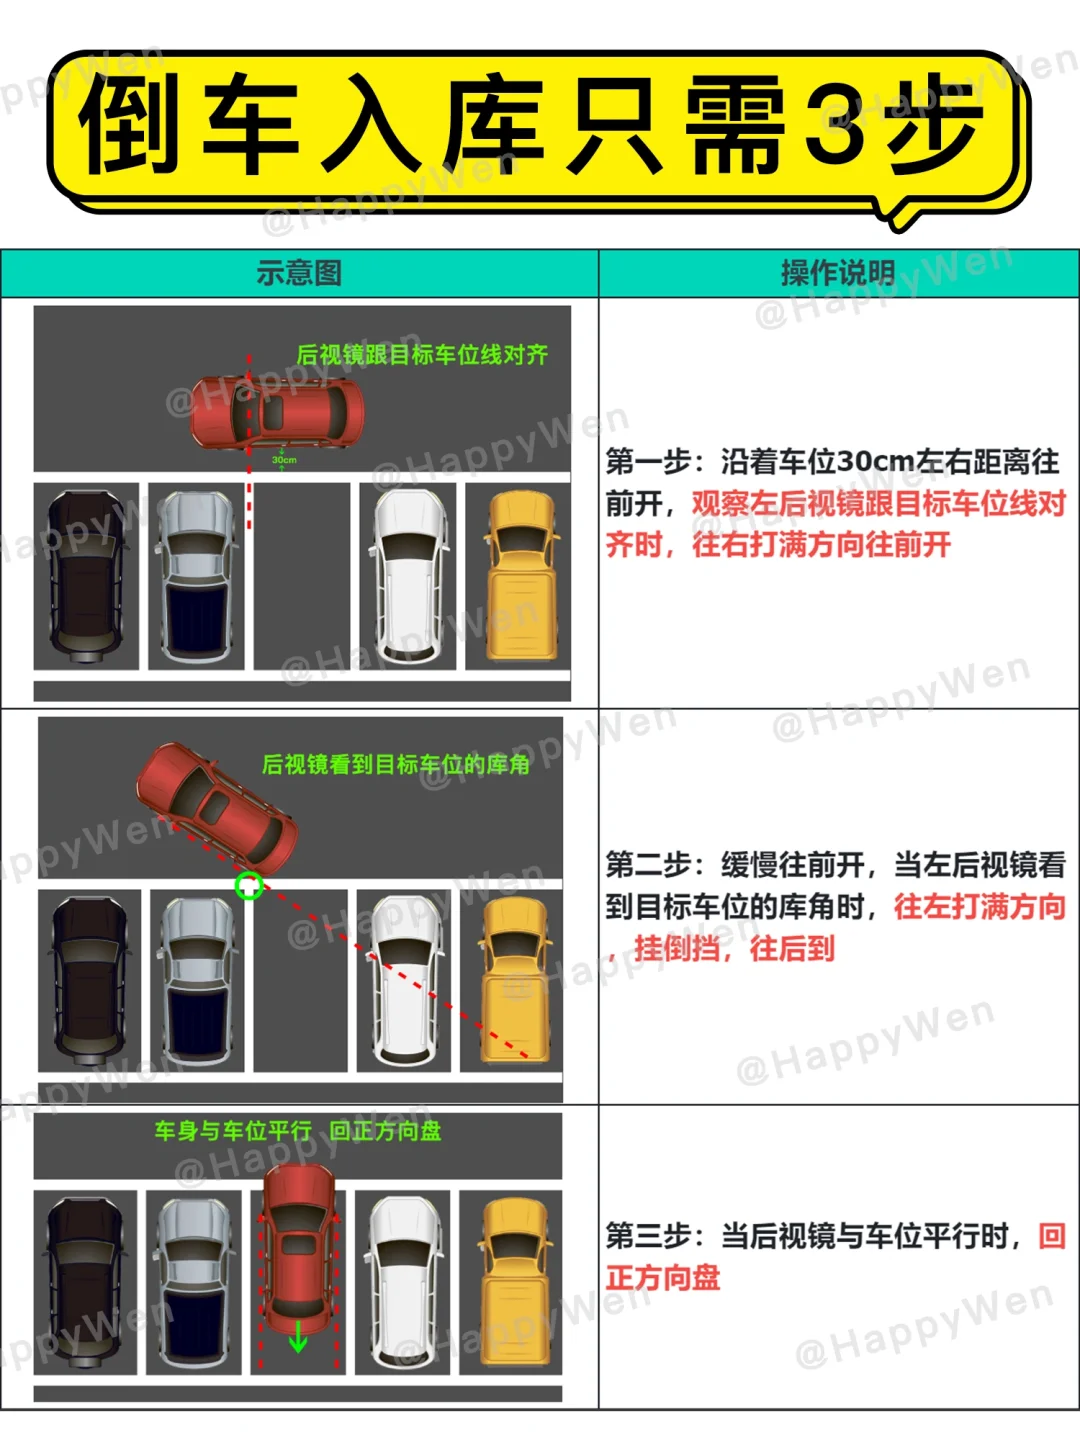 倒车入库只需3步
示意图
操作说明
后视镜跟目标车位线对齐
30cm
第一步：沿着车位30cm左右距离往
前开，观察左后视镜跟目标车位线对
齐时，往右打满方向往前开
后视镜看到目标车位的库角
第二步：缓慢往前开，当左后视镜看
到目标车位的库角时，往左打满方向
，挂倒挡，往后到
车身与车位平行 回正方向盘
第三步：当后视镜与车位平行时，回
正方向盘
@HappyWen